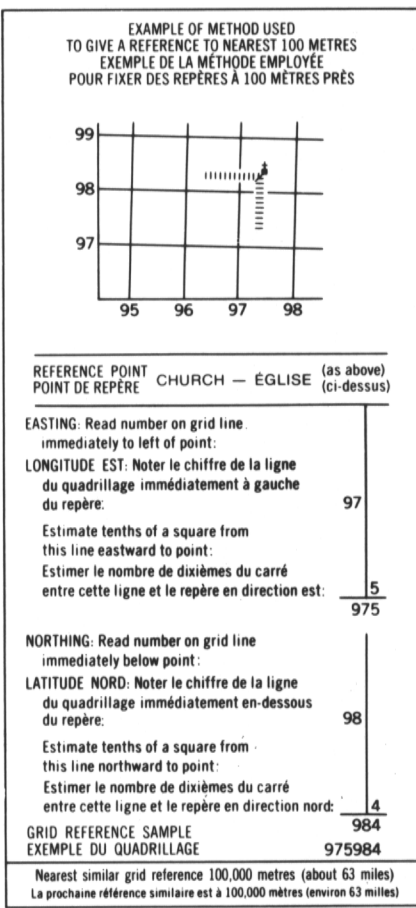 EXAMPLE OF METHOD USED
TO GIVE A REFERENCE TO NEAREST 100 METRES
EXEMPLE DE LA MÉTHODE EMPLOYÉE
POUR FIXER DES REPÈRES À 100 MÈTRES PRÈS
99
98
97
95 96 97 98
REFERENCE POINT
POINT DE REPÈRE
CHURCH — ÉGLISE
(as above)
(ci-dessus)
EASTING: Read number on grid line
immediately to left of point:
LONGITUDE EST: Noter le chiffre de la ligne
du quadrillage immédiatement à gauche
du repère: 97
Estimate tenths of a square from
this line eastward to point:
Estimer le nombre de dixièmes du carré
entre cette ligne et le repère en direction est: 5
975
NORTHING: Read number on grid line
immediately below point:
LATITUDE NORD: Noter le chiffre de la ligne
du quadrillage immédiatement en-dessous
du repère: 98
Estimate tenths of a square from
this line northward to point:
Estimer le nombre de dixièmes du carré
entre cette ligne et le repère en direction nord: 4
984
GRID REFERENCE SAMPLE
EXEMPLE DU QUADRILLAGE 975984
Nearest similar grid reference 100,000 metres (about 63 miles)
La prochaine référence similaire est à 100,000 mètres (environ 63 milles)